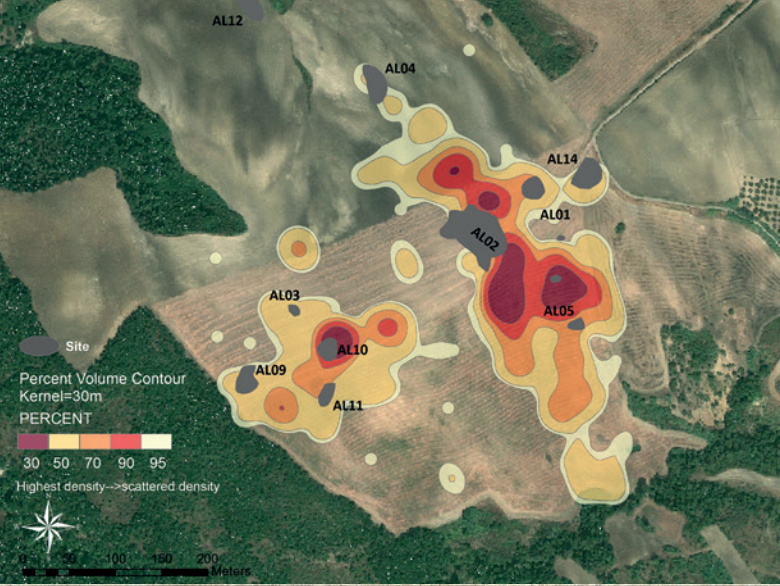 AL12
AL04
AL14
AL01
AL02
AL03
AL05
AL10
AL09
AL11
Site
Percent Volume Contour
Kernel=30m
PERCENT
30 50 70 90 95
Highest density-->scattered density
N
0 50 100 150 200
Meters